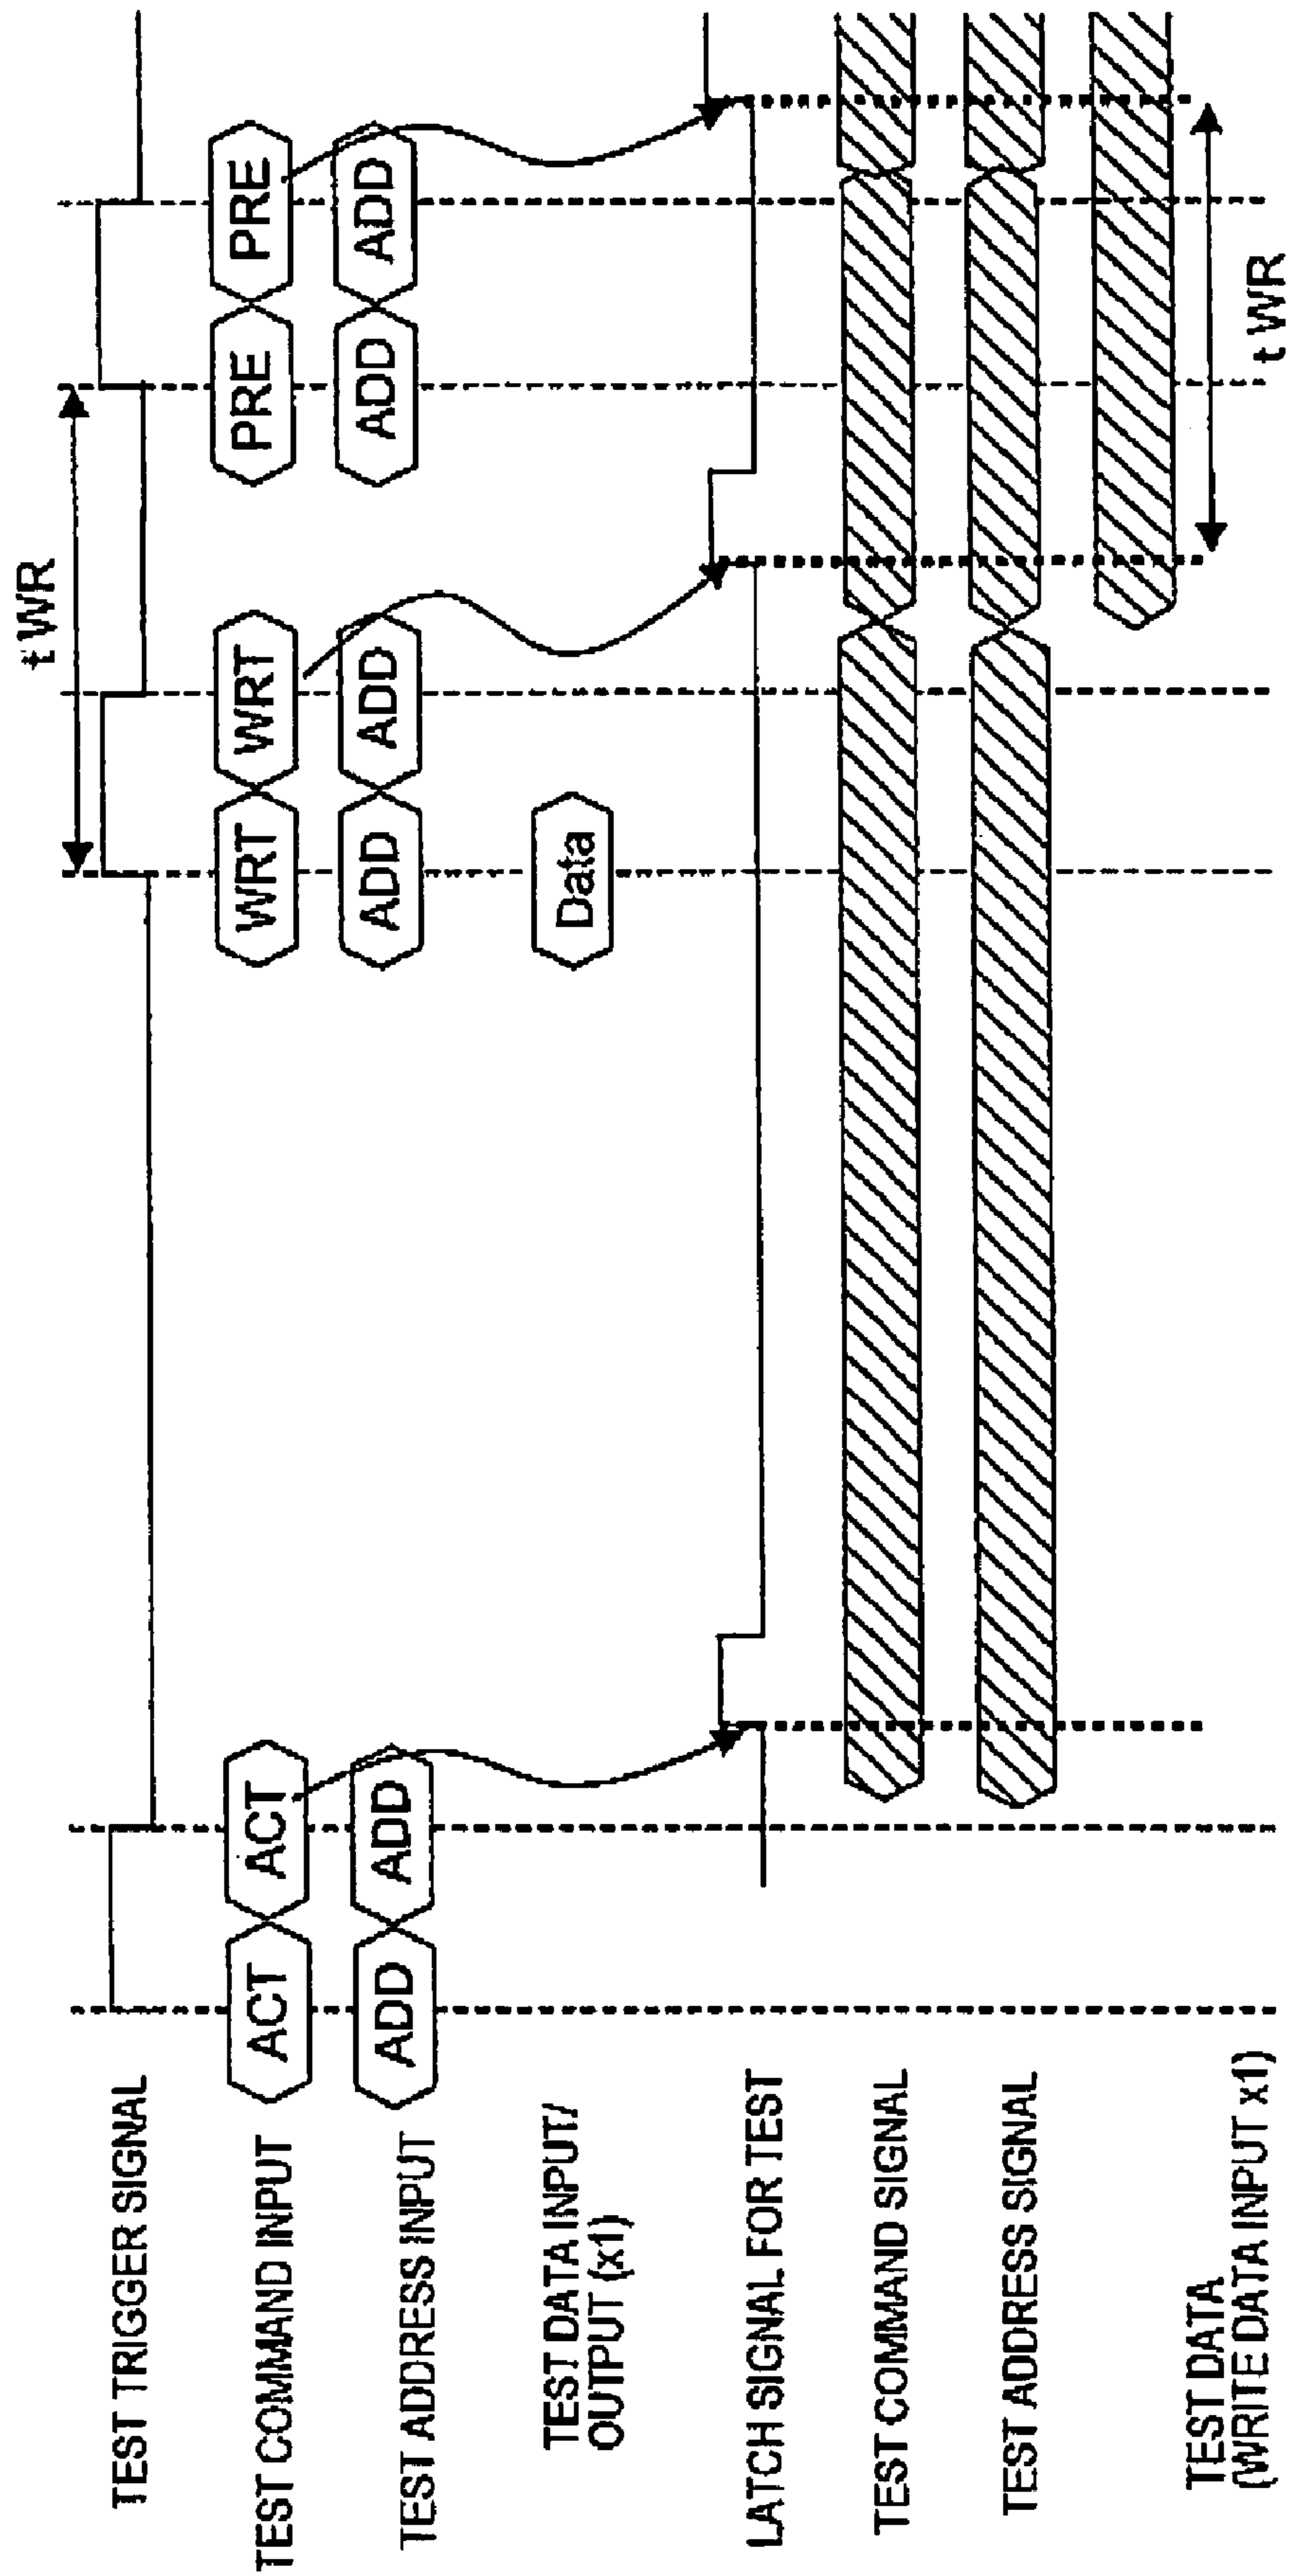 t WR
TEST TRIGGER SIGNAL
TEST COMMAND INPUT ACT ACT WRT WRT PRE PRE
TEST ADDRESS INPUT ADD ADD ADD ADD ADD ADD
TEST DATA INPUT/
OUTPUT (x1)
Data
LATCH SIGNAL FOR TEST
TEST COMMAND SIGNAL
TEST ADDRESS SIGNAL
TEST DATA
(WRITE DATA INPUT x1)
t WR